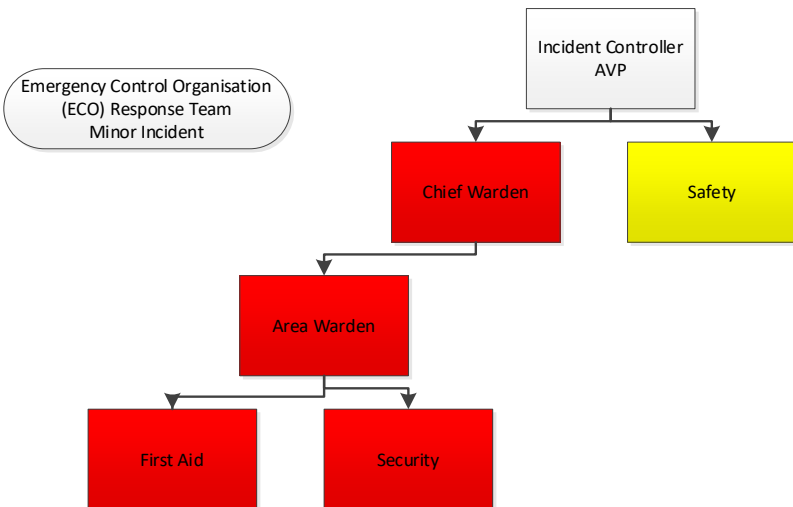 Incident Controller
AVP
Emergency Control Organisation
(ECO) Response Team
Minor Incident
Chief Warden
Safety
Area Warden
First Aid
Security